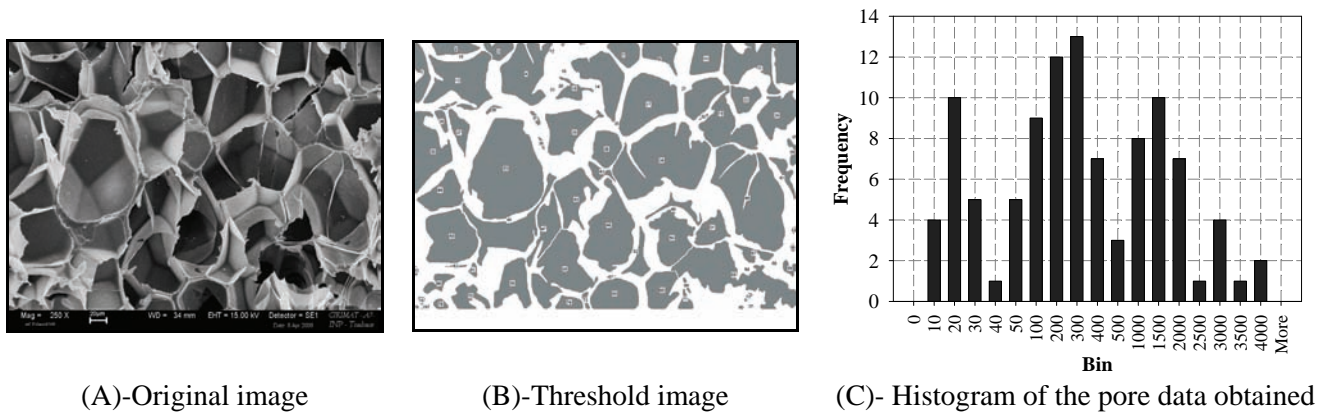 Mag = 250 X
20µm
WD = 34 mm
EHT = 15.00 kV
Detector = SE1
Frequency
14
12
10
8
6
4
2
0
0
10
20
30
40
50
100
200
300
400
500
1000
1500
2000
2500
3000
3500
4000
More
Bin
(A)-Original image
(B)-Threshold image
(C)- Histogram of the pore data obtained